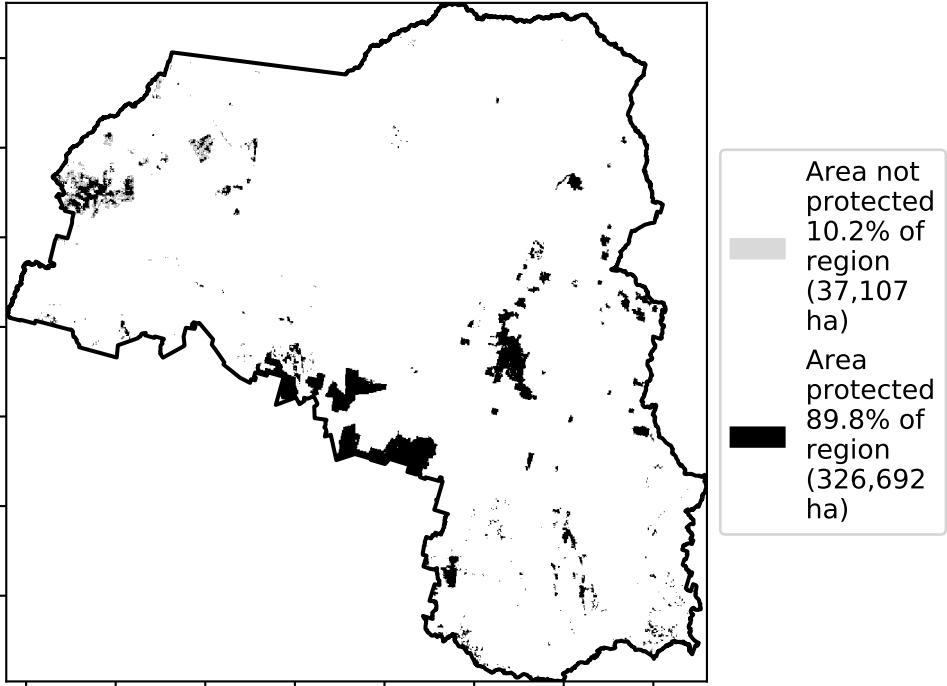 Area not
protected
10.2% of
region
(37,107
ha)
Area
protected
89.8% of
region
(326,692
ha)